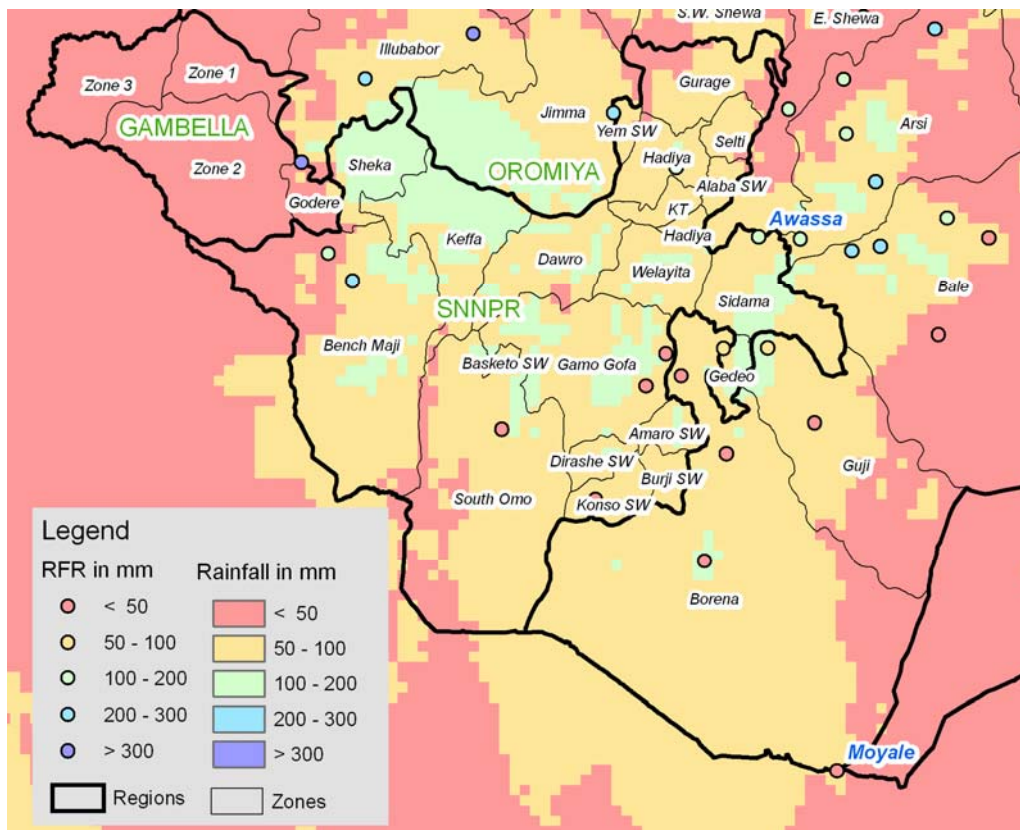 S.W. Shewa
E. Shewa
Illubabor
Zone 1
Zone 3
Gurage
GAMBELLA
Jimma
Yem SW
Selti
Arsi
Zone 2
Sheka
OROMIYA
Hadiya
Alaba SW
Godere
KT
Awassa
Keffa
Hadiya
Dawro
Welayita
Bale
Sidama
SNNPR
Bench Maji
Basketo SW
Gamo Gofa
Gedeo
Amaro SW
Dirashe SW
Guji
Burji SW
South Omo
Konso SW
Borena
Moyale
Legend
RFR in mm
Rainfall in mm
< 50
< 50
50 - 100
50 - 100
100 - 200
100 - 200
200 - 300
200 - 300
> 300
> 300
Regions
Zones